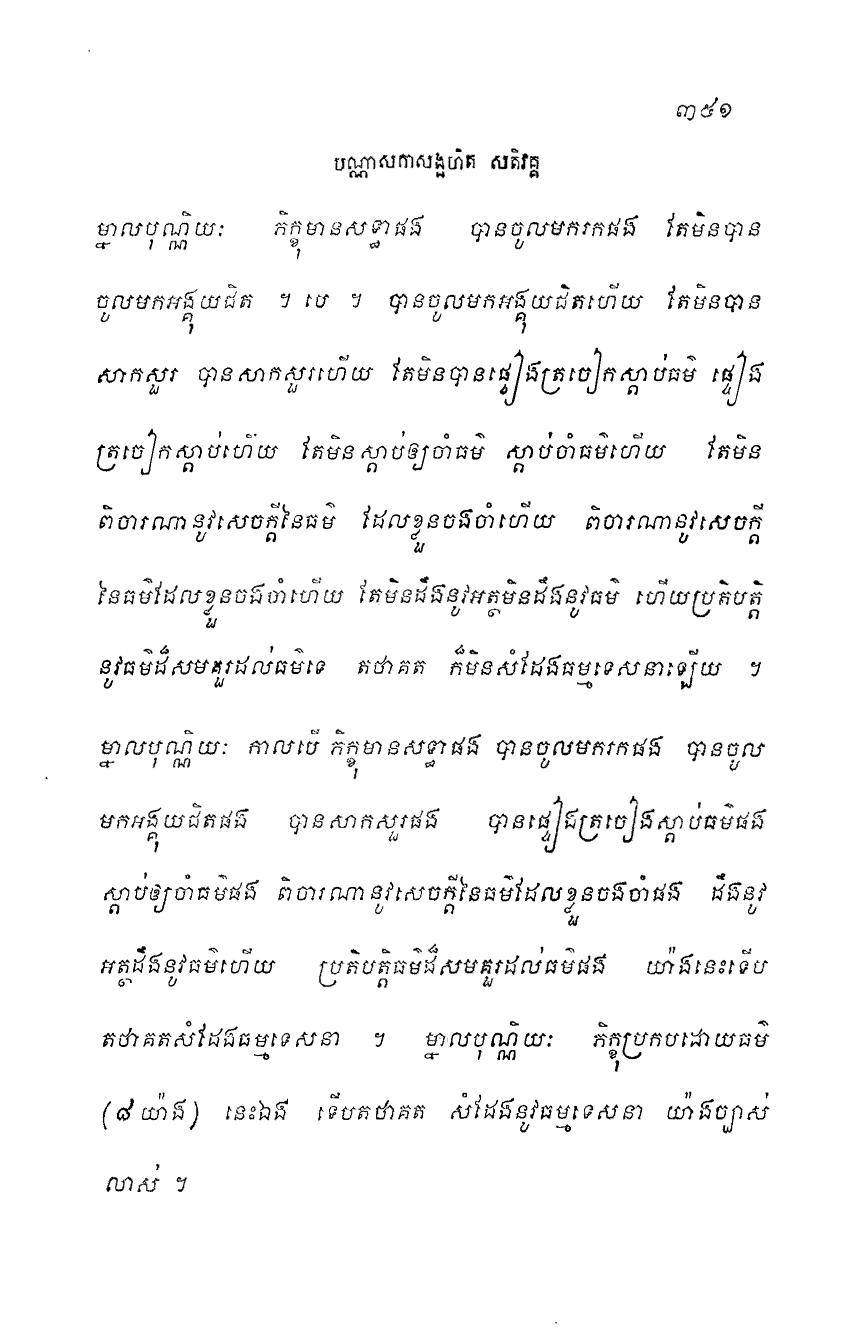 ៣៥១
បណ្ណាសកាសង្គហិត សតិវគ្គ
ម្នាលបុណ្ណិយៈ ភិក្ខុមានសទ្ធាផង បានចូលមករកផង តែមិនបាន
ចូលមកអង្គុយជិត ។ បេ ។ បានចូលមកអង្គុយជិតហើយ តែមិនបាន
សាកសួរ បានសាកសួរហើយ តែមិនបានផ្ទៀងត្រចៀកស្តាប់ធម៌ ផ្ទៀង
ត្រចៀកស្តាប់ហើយ តែមិនស្តាប់ឲ្យចាំធម៌ ស្តាប់ចាំធម៌ហើយ តែមិន
ពិចារណានូវសេចក្តីនៃធម៌ ដែលខ្លួនចងចាំហើយ ពិចារណានូវសេចក្តី
នៃធម៌ដែលខ្លួនចងចាំហើយ តែមិនដឹងនូវអត្ថមិនដឹងនូវធម៌ ហើយប្រតិបត្តិ
នូវធម៌ដ៏សមគួរដល់ធម៌ទេ តថាគត ក៏មិនសំដែងធម្មទេសនាឡើយ ។
ម្នាលបុណ្ណិយៈ កាលបើ ភិក្ខុមានសទ្ធាផង បានចូលមករកផង បានចូល
មកអង្គុយជិតផង បានសាកសួរផង បានផ្ទៀងត្រចៀងស្តាប់ធម៌ផង
ស្តាប់ឲ្យចាំធម៌ផង ពិចារណានូវសេចក្តីនៃធម៌ដែលខ្លួនចងចាំផង ដឹងនូវ
អត្ថដឹងនូវធម៌ហើយ ប្រតិបត្តិធម៌ដ៏សមគួរដល់ធម៌ផង យ៉ាងនេះទើប
តថាគតសំដែងធម្មទេសនា ។ ម្នាលបុណ្ណិយៈ ភិក្ខុប្រកបដោយធម៌
(៨ យ៉ាង) នេះឯង ទើបតថាគត សំដែងនូវធម្មទេសនា យ៉ាងច្បាស់
លាស់ ។